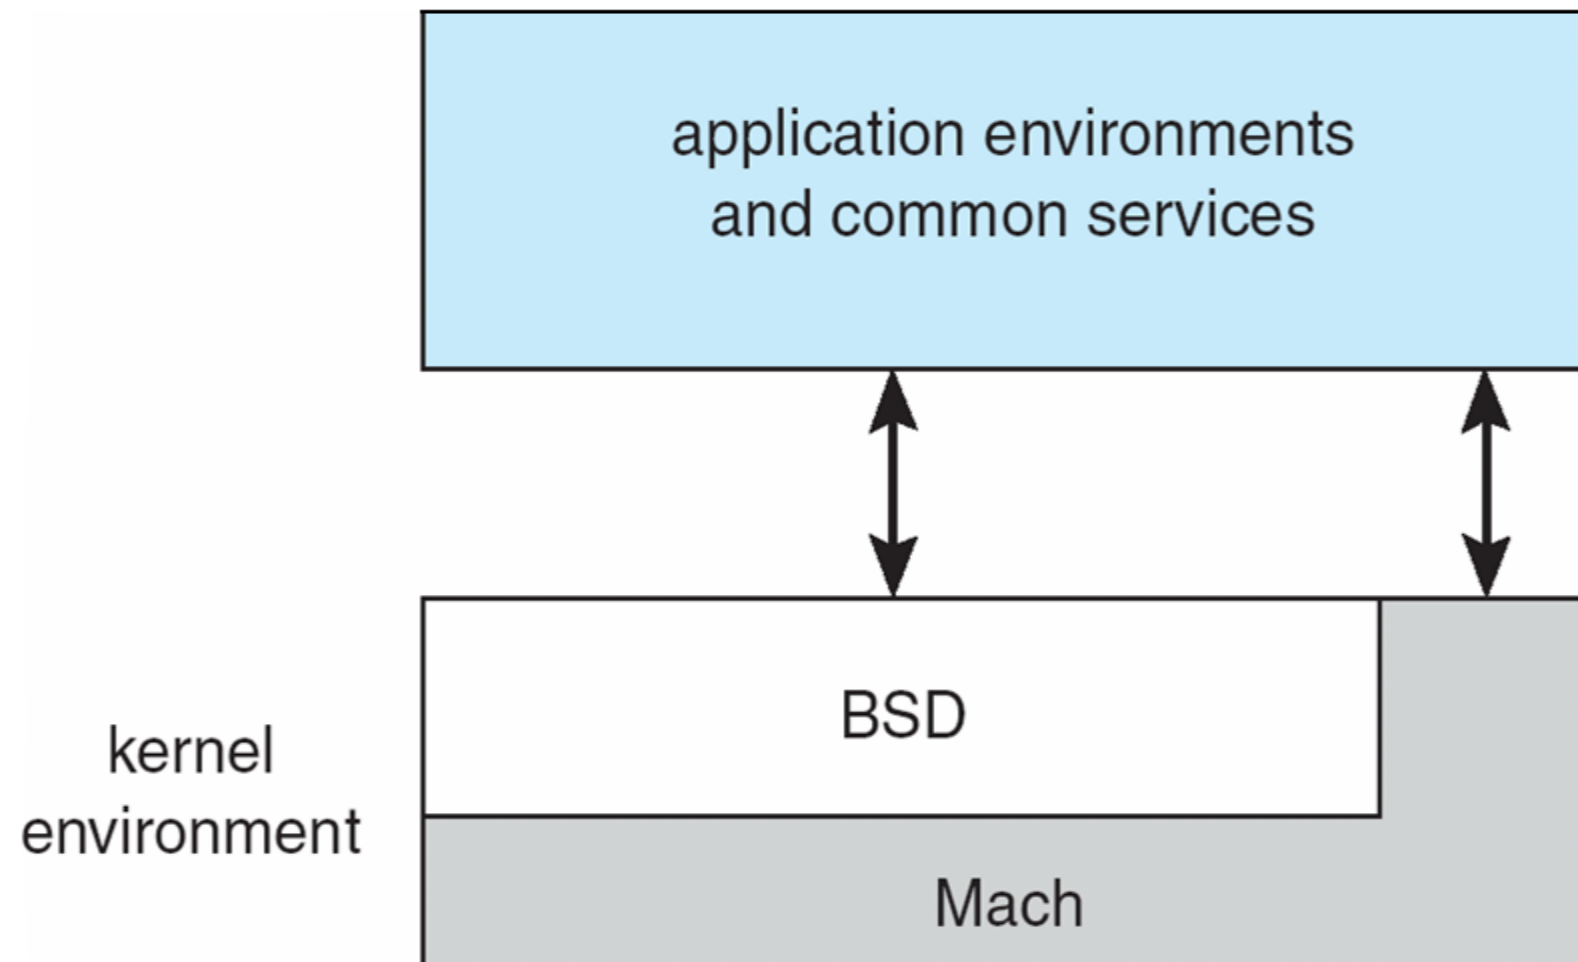 application environments
and common services
BSD
kernel
environment
Mach